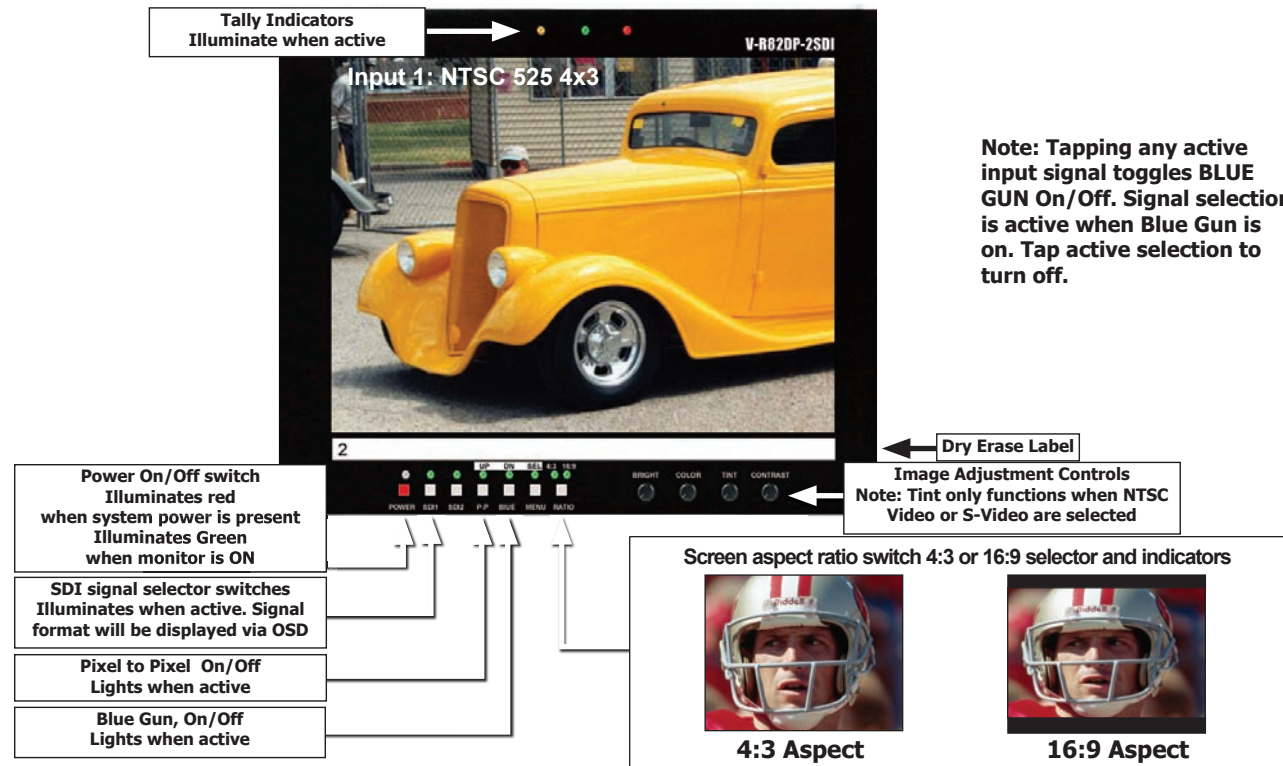 Tally Indicators
Illuminate when active
V-R82DP-2SDI
Input 1: NTSC 525 4x3
Note: Tapping any active
input signal toggles BLUE
GUN On/Off. Signal selection
is active when Blue Gun is
on. Tap active selection to
turn off.
2
Dry Erase Label
UP DN SEL 4:3 16:9
BRIGHT COLOR TINT CONTRAST
POWER SDI1 SDI2 P-P BLUE MENU RATIO
Power On/Off switch
Illuminates red
when system power is present
Illuminates Green
when monitor is ON
Image Adjustment Controls
Note: Tint only functions when NTSC
Video or S-Video are selected
SDI signal selector switches
Illuminates when active. Signal
format will be displayed via OSD
Pixel to Pixel On/Off
Lights when active
Blue Gun, On/Off
Lights when active
Screen aspect ratio switch 4:3 or 16:9 selector and indicators
Riddell
Riddell
4:3 Aspect
16:9 Aspect